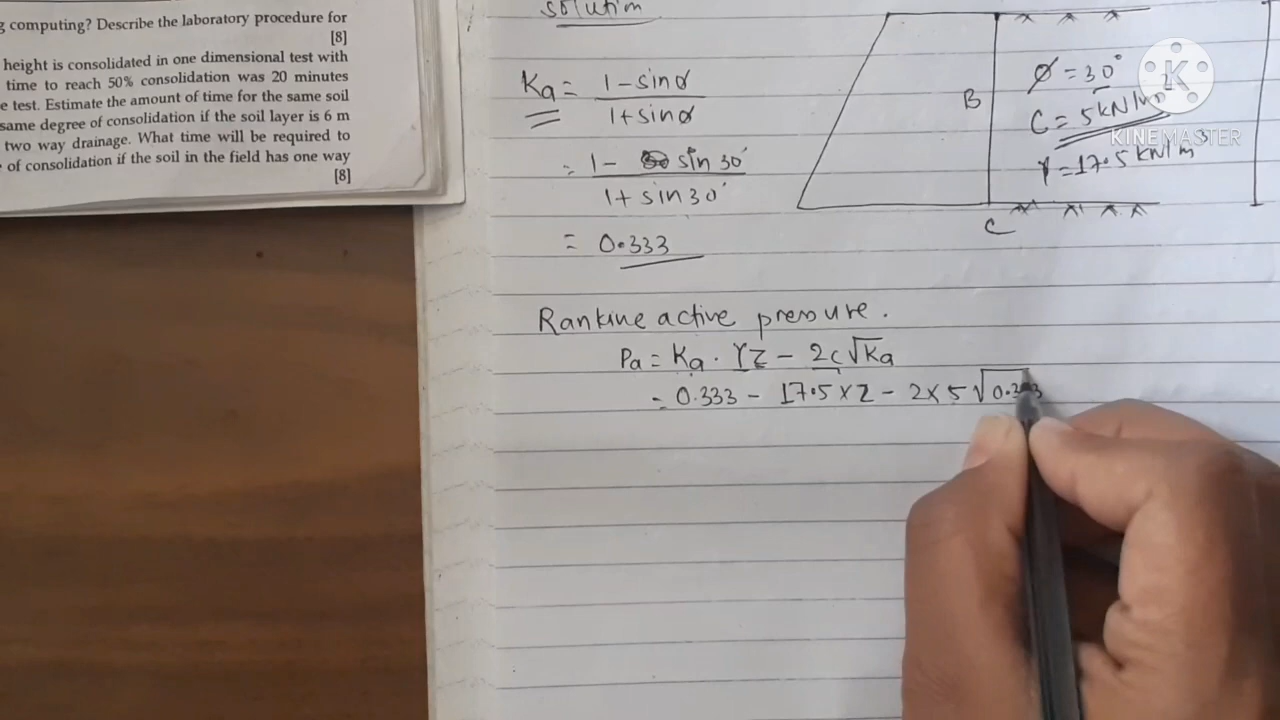 g computing? Describe the laboratory procedure for
[8]
height is consolidated in one dimensional test with
time to reach 50% consolidation was 20 minutes
e test. Estimate the amount of time for the same soil
same degree of consolidation if the soil layer is 6 m
two way drainage. What time will be required to
of consolidation if the soil in the field has one way
[8]
solution
Ka = 1 - sinα / 1 + sinα
= 1 - sin 30° / 1 + sin 30°
= 0.333
B
C
ϕ = 30°
C = 5 kN/m²
γ = 17.5 kN/m³
K
KINEMASTER
Rankine active pressure.
Pa = Ka . γZ - 2c√Ka
= 0.333 - 17.5 × Z - 2 × 5 √0.333